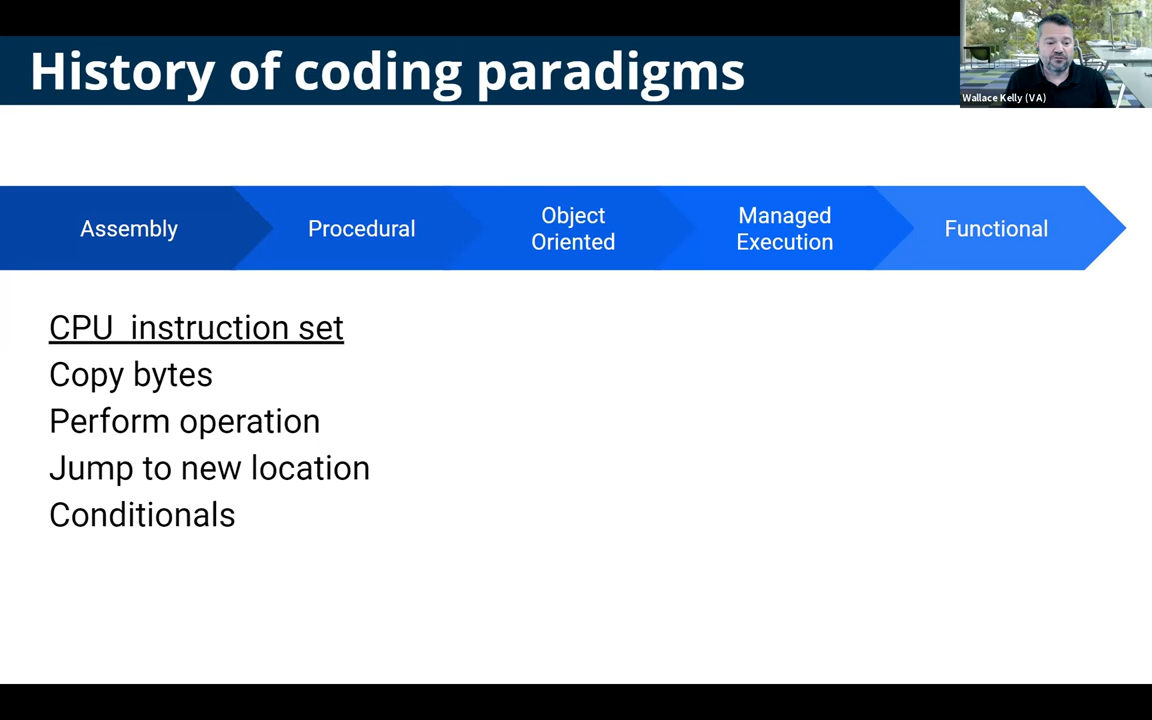 History of coding paradigms
Wallace Kelly (VA)
Assembly
Procedural
Object
Oriented
Managed
Execution
Functional
CPU  instruction set
Copy bytes
Perform operation
Jump to new location
Conditionals